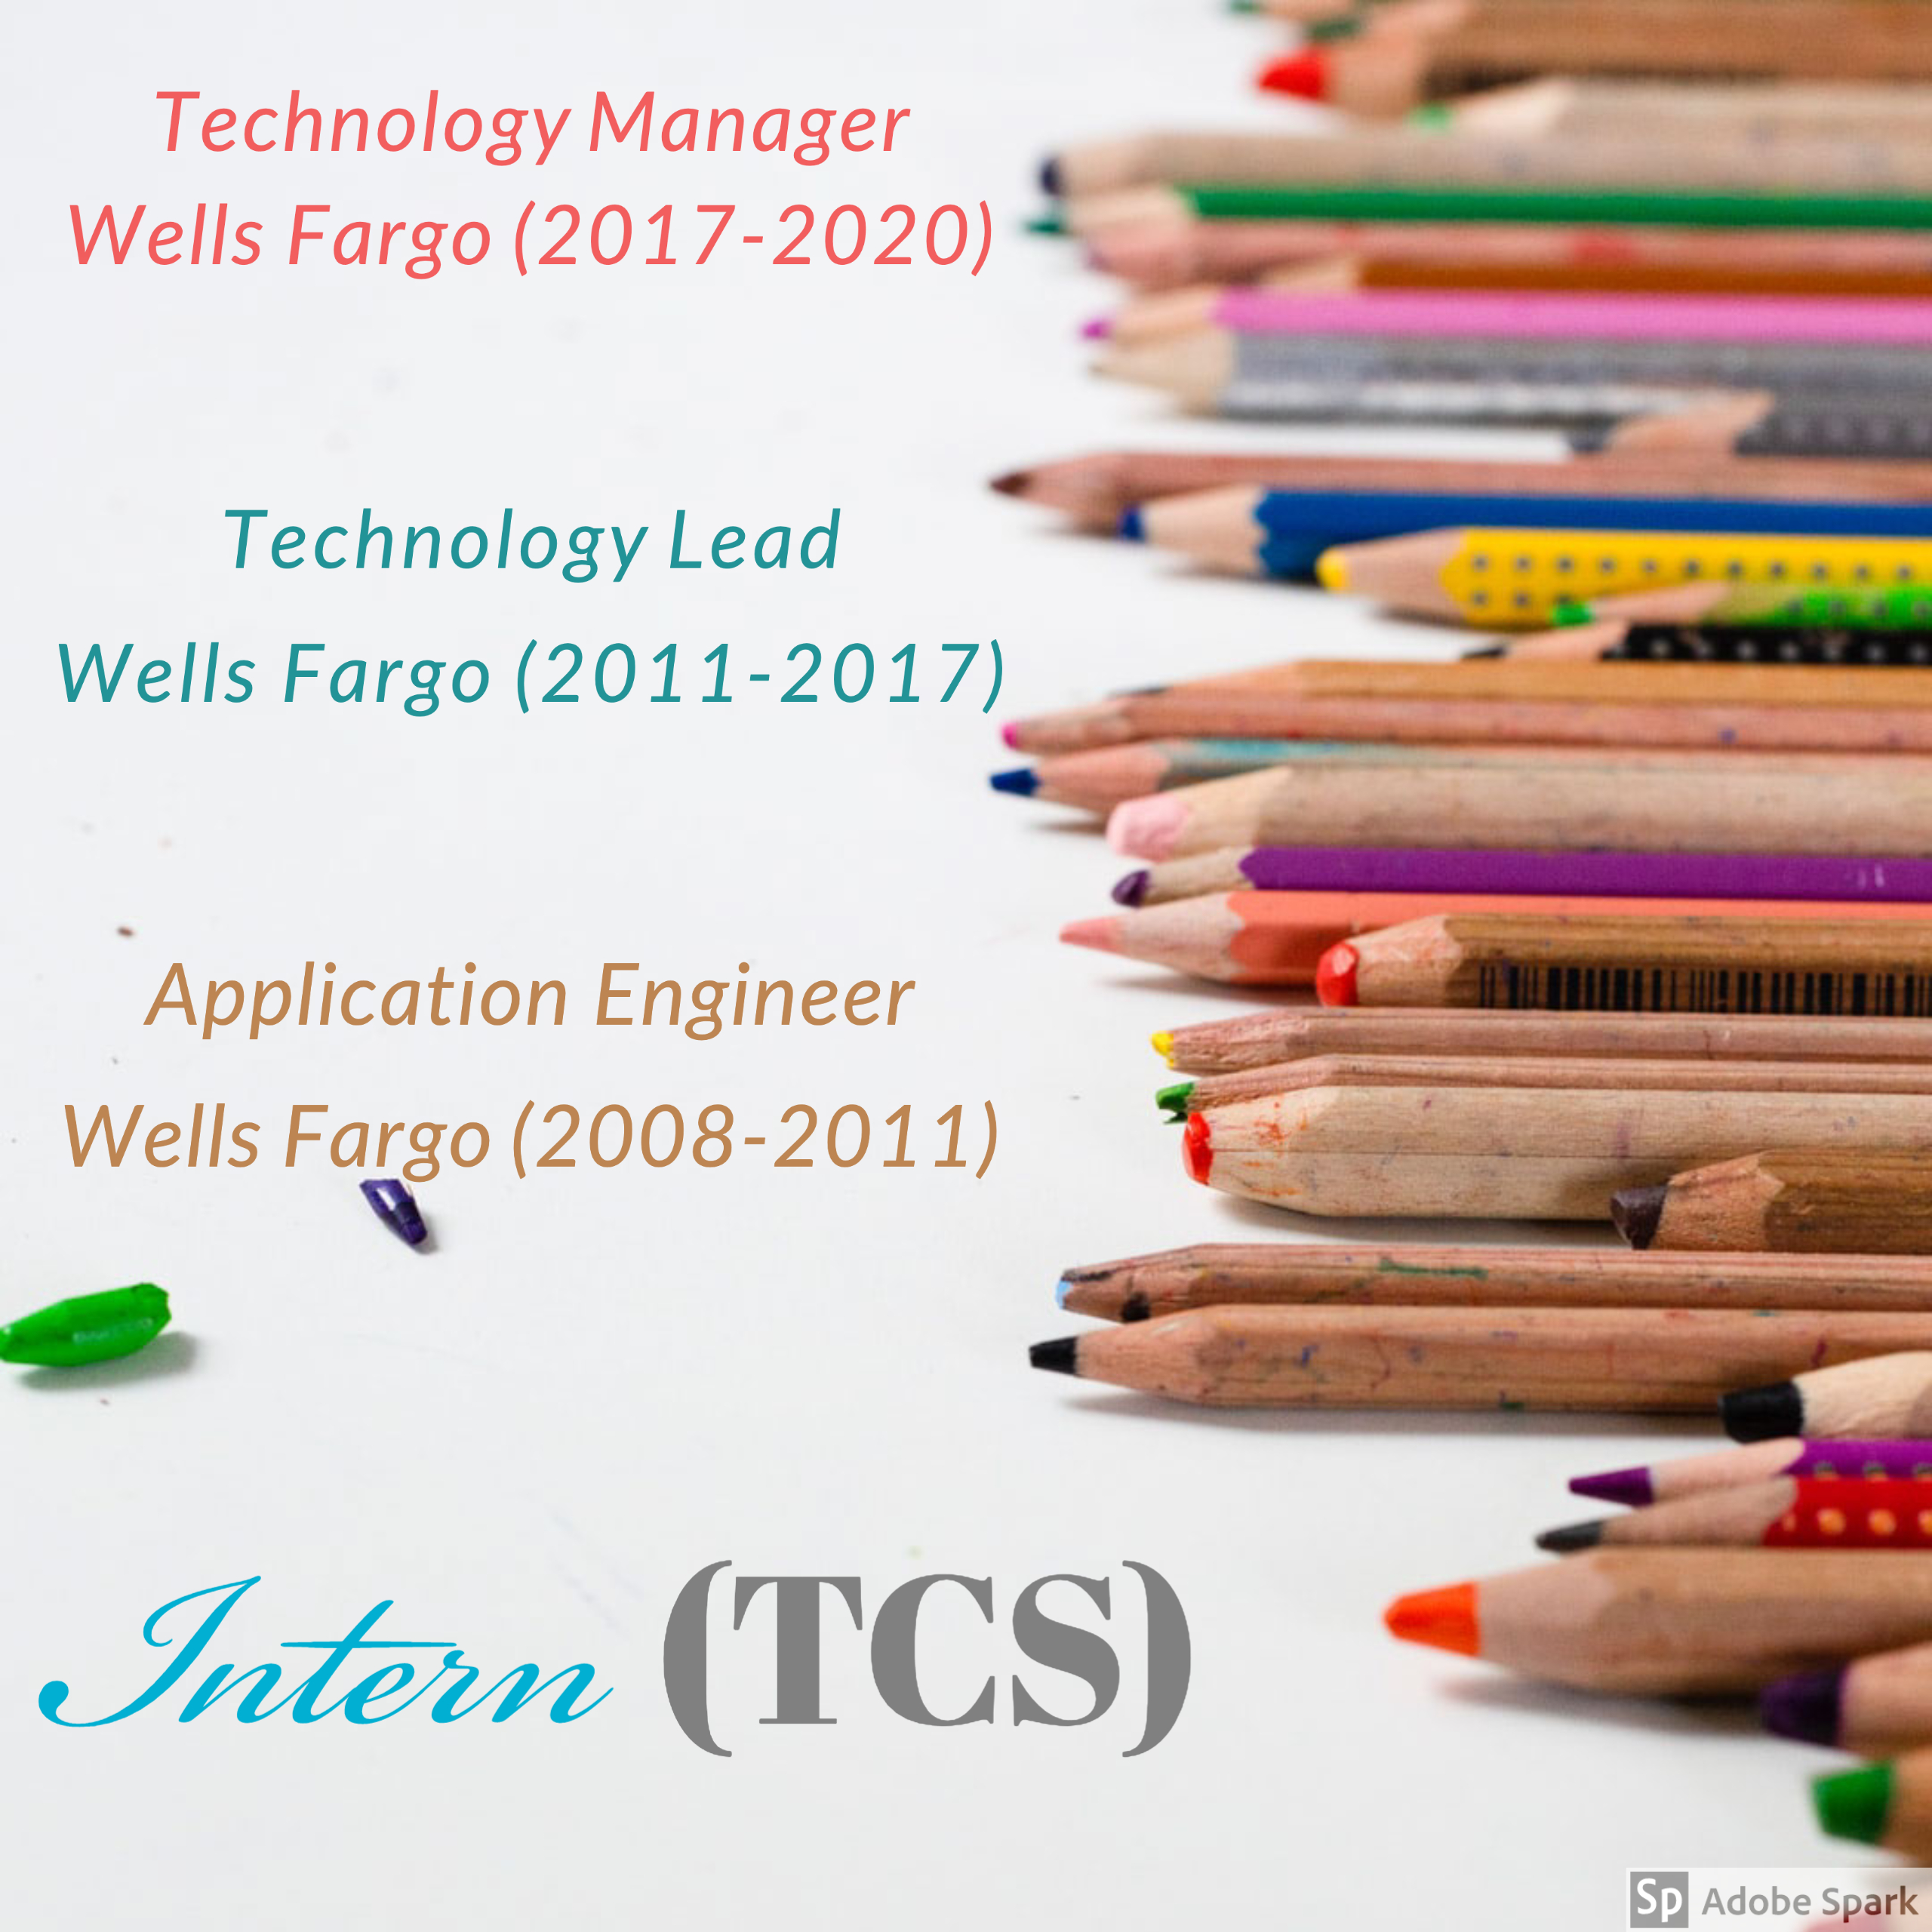 Technology Manager
Wells Fargo (2017-2020)
Technology Lead
Wells Fargo (2011-2017)
Application Engineer
Wells Fargo (2008-2011)
Intern (TCS)
Sp Adobe Spark